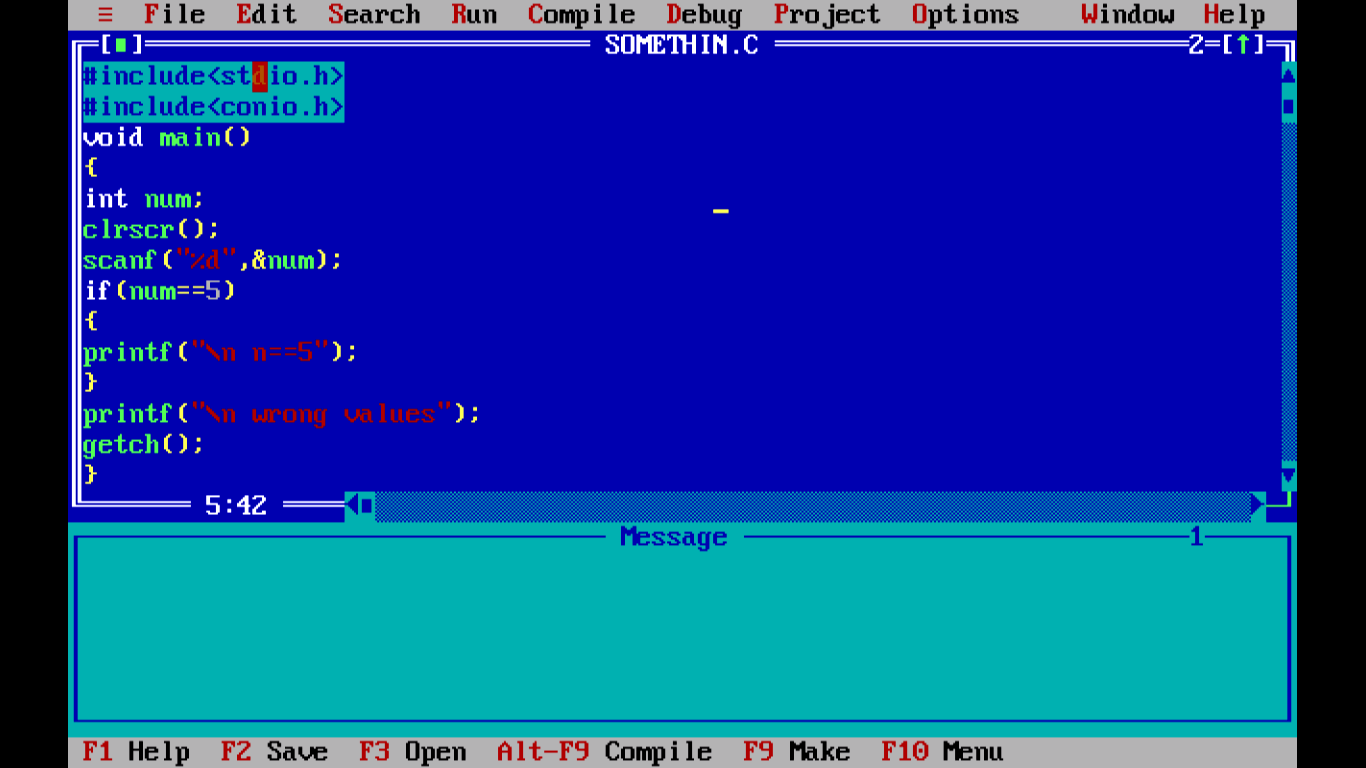 ≡ File Edit Search Run Compile Debug Project Options Window Help
[■] SOMETHIN.C 2=[↑]
#include<stdio.h>
#include<conio.h>
void main()
{
int num;
clrscr();
scanf("%d",&num);
if(num==5)
{
printf("\n n==5");
}
printf("\n wrong values");
getch();
}
5:42
Message 1
F1 Help F2 Save F3 Open Alt-F9 Compile F9 Make F10 Menu